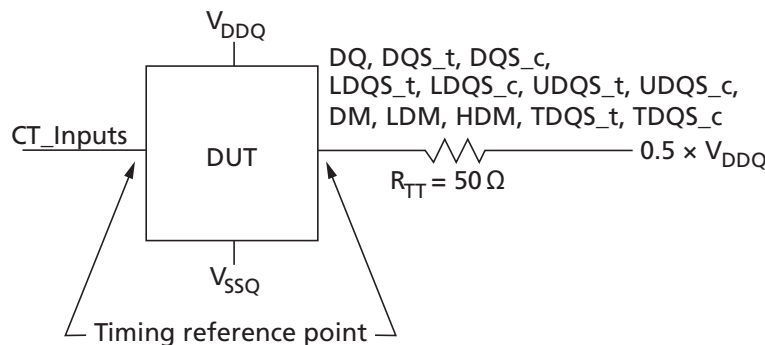 V_DDQ
DQ, DQS_t, DQS_c,
LDQS_t, LDQS_c, UDQS_t, UDQS_c,
DM, LDM, HDM, TDQS_t, TDQS_c
CT_Inputs
DUT
0.5 × V_DDQ
R_TT = 50 Ω
V_SSQ
Timing reference point